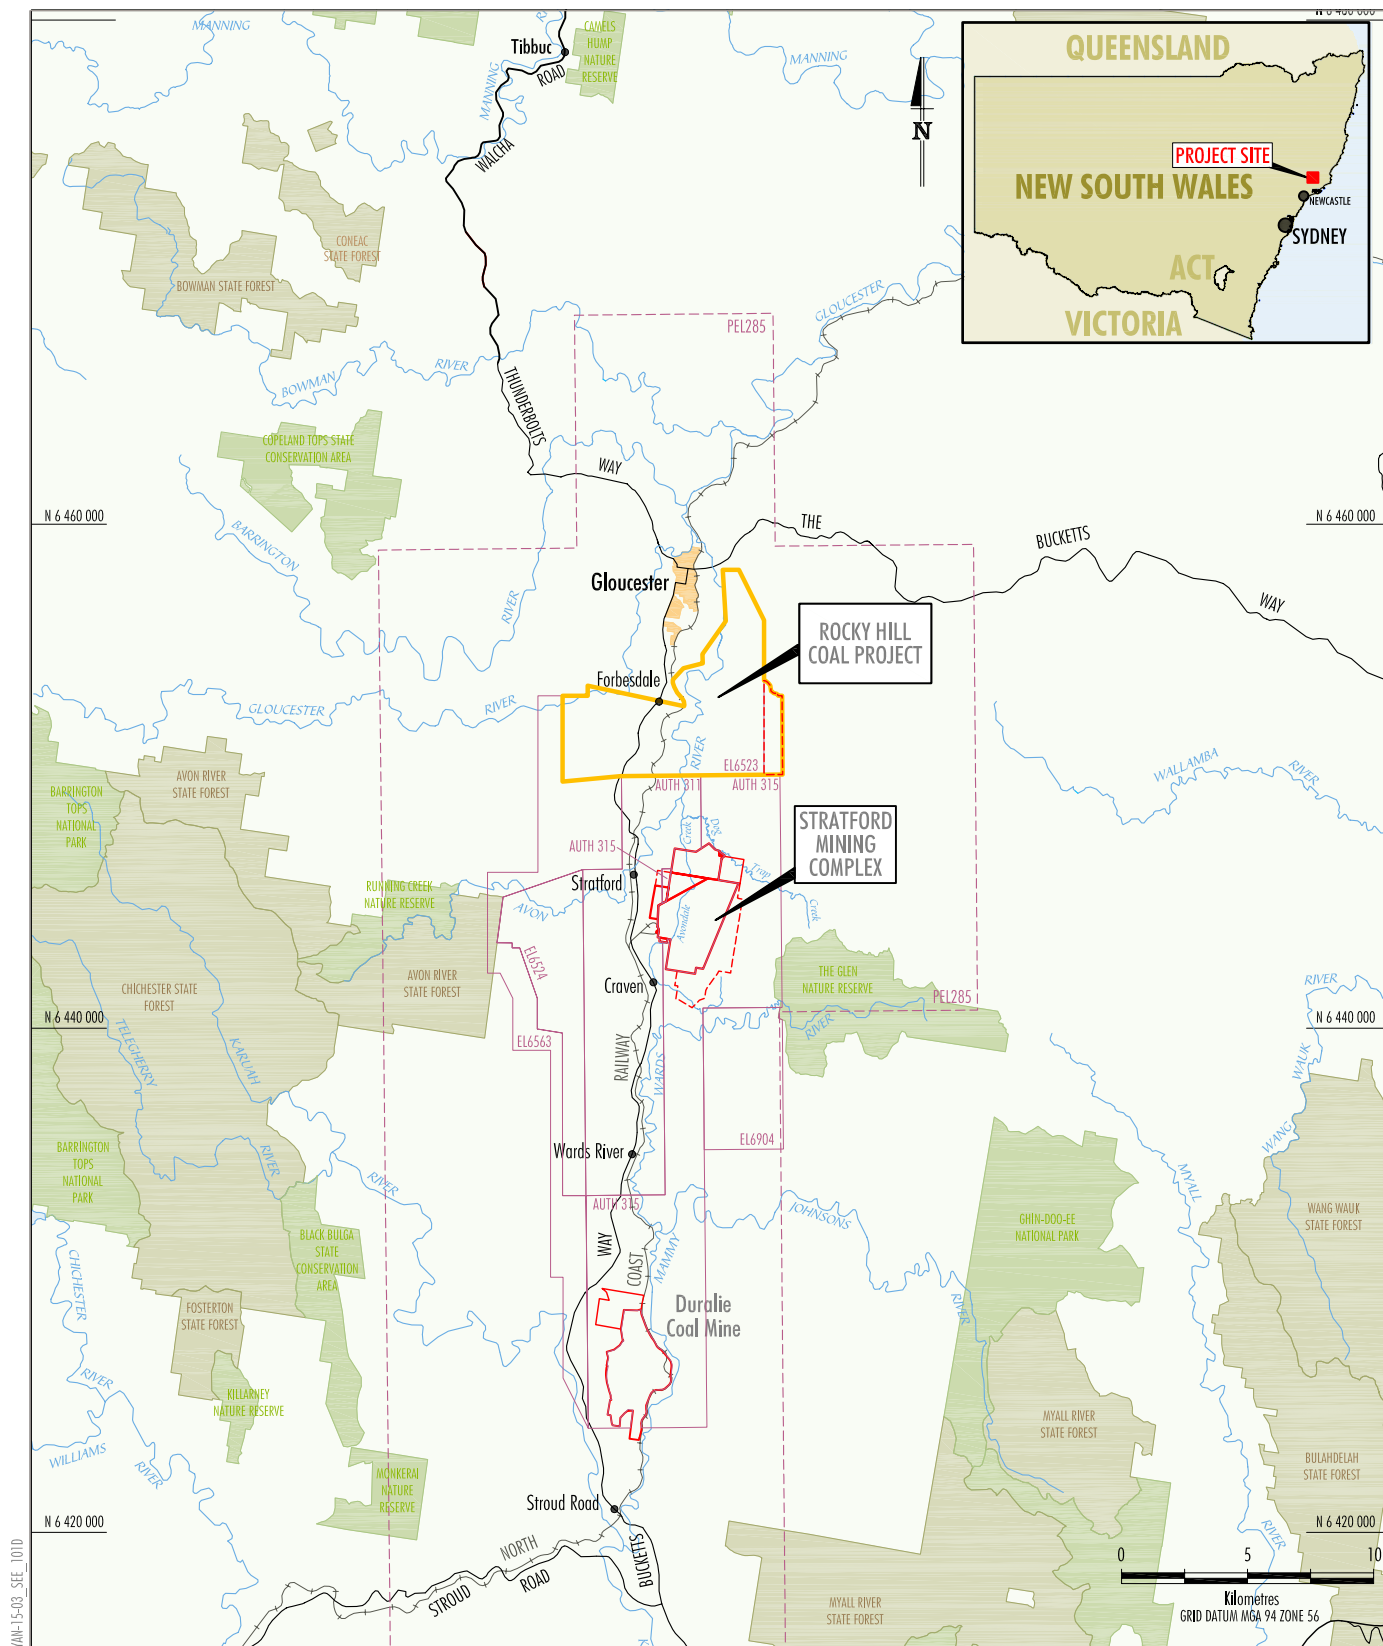 MANNING
CAMELS
HUMP
NATURE
RESERVE
Tibbuc
ROAD
MANNING
MANNING
WALCHA
N
QUEENSLAND
PROJECT SITE
NEW SOUTH WALES
NEWCASTLE
SYDNEY
ACT
VICTORIA
CONEAC
STATE FOREST
BOWMAN STATE FOREST
GLOUCESTER
PEL285
BOWMAN
RIVER
THUNDERBOLTS
WAY
COPELAND TOPS STATE
CONSERVATION AREA
N 6 460 000
N 6 460 000
BARRINGTON
RIVER
THE
BUCKETTS
WAY
Gloucester
ROCKY HILL
COAL PROJECT
Forbesdale
GLOUCESTER
RIVER
RIVER
EL6523
AUTH 311
AUTH 315
WALLAMBA
RIVER
AVON RIVER
STATE FOREST
BARRINGTON
TOPS
NATIONAL
PARK
STRATFORD
MINING
COMPLEX
Creek
Dog
Trap
Creek
AUTH 315
Stratford
RUNNING CREEK
NATURE RESERVE
AVON
Avondale
EL6524
AVON RIVER
STATE FOREST
CHICHESTER STATE
FOREST
Craven
THE GLEN
NATURE RESERVE
PEL285
RIVER
RIVER
N 6 440 000
N 6 440 000
TELEGHERRY
KARUAH
EL6563
RAILWAY
WARDS
WAUK
WANG
EL6904
Wards River
BARRINGTON
TOPS
NATIONAL
PARK
RIVER
RIVER
MYALL
AUTH 315
JOHNSONS
GHIN-DOO-EE
NATIONAL PARK
WANG WAUK
STATE FOREST
BLACK BULGA
STATE
CONSERVATION
AREA
WAY
COAST
MAMMY
CHICHESTER
RIVER
FOSTERTON
STATE FOREST
Duralie
Coal Mine
RIVER
KILLARNEY
NATURE RESERVE
MYALL RIVER
STATE FOREST
WILLIAMS
RIVER
MONKERAI
NATURE
RESERVE
BULAHDELAH
STATE FOREST
Stroud Road
N 6 420 000
N 6 420 000
RIVER
NORTH
STROUD
ROAD
BUCKETTS
MYALL RIVER
STATE FOREST
0 5 10
Kilometres
GRID DATUM MGA 94 ZONE 56